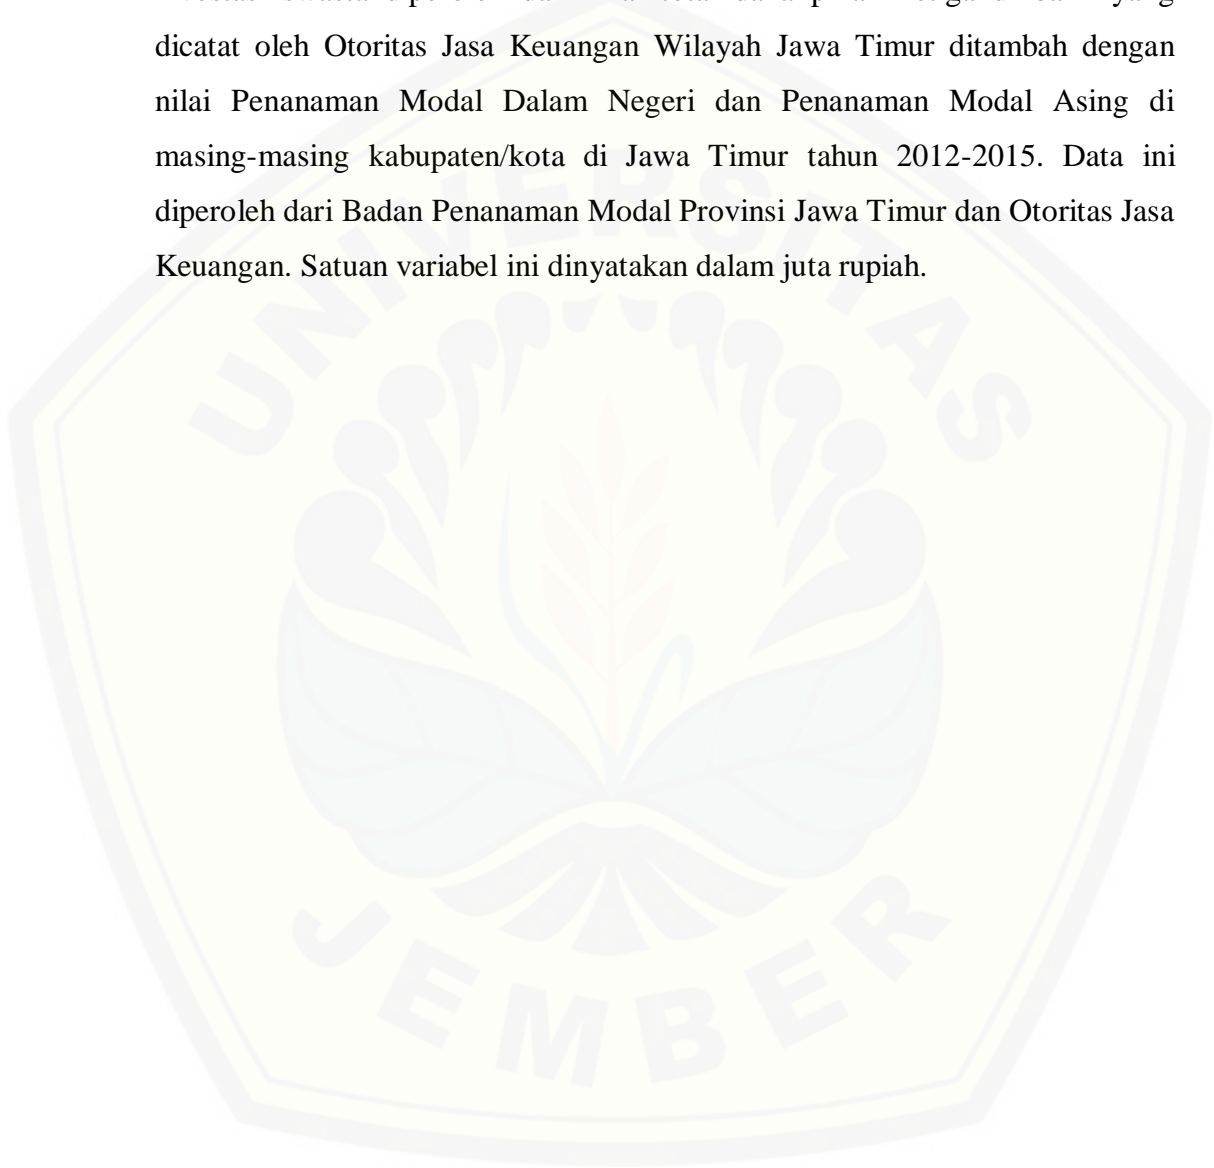 dicatat oleh Otoritas Jasa Keuangan Wilayah Jawa Timur ditambah dengan
nilai Penanaman Modal Dalam Negeri dan Penanaman Modal Asing di
masing-masing kabupaten/kota di Jawa Timur tahun 2012-2015. Data ini
diperoleh dari Badan Penanaman Modal Provinsi Jawa Timur dan Otoritas Jasa
Keuangan. Satuan variabel ini dinyatakan dalam juta rupiah.
UNIVERSITAS
JEMBER